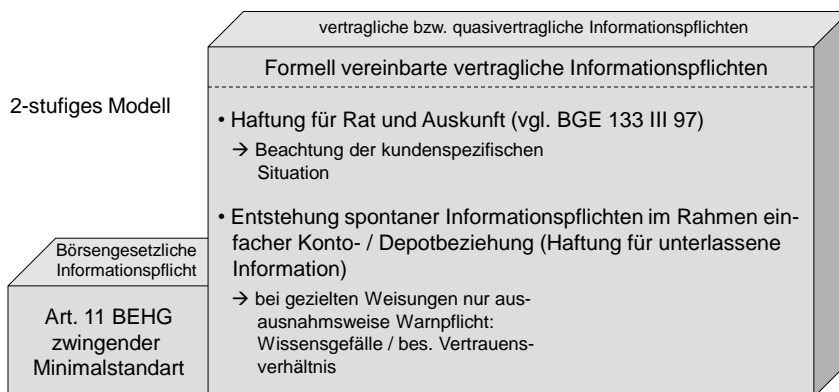 vertragliche bzw. quasivertragliche Informationspflichten
Formell vereinbarte vertragliche Informationspflichten
2-stufiges Modell
• Haftung für Rat und Auskunft (vgl. BGE 133 III 97)
→ Beachtung der kundenspezifischen
Situation
• Entstehung spontaner Informationspflichten im Rahmen ein-
facher Konto- / Depotbeziehung (Haftung für unterlassene
Information)
→ bei gezielten Weisungen nur aus-
ausnahmsweise Warnpflicht:
Wissensgefälle / bes. Vertrauens-
verhältnis
Börsengesetzliche
Informationspflicht
Art. 11 BEHG
zwingender
Minimalstandart